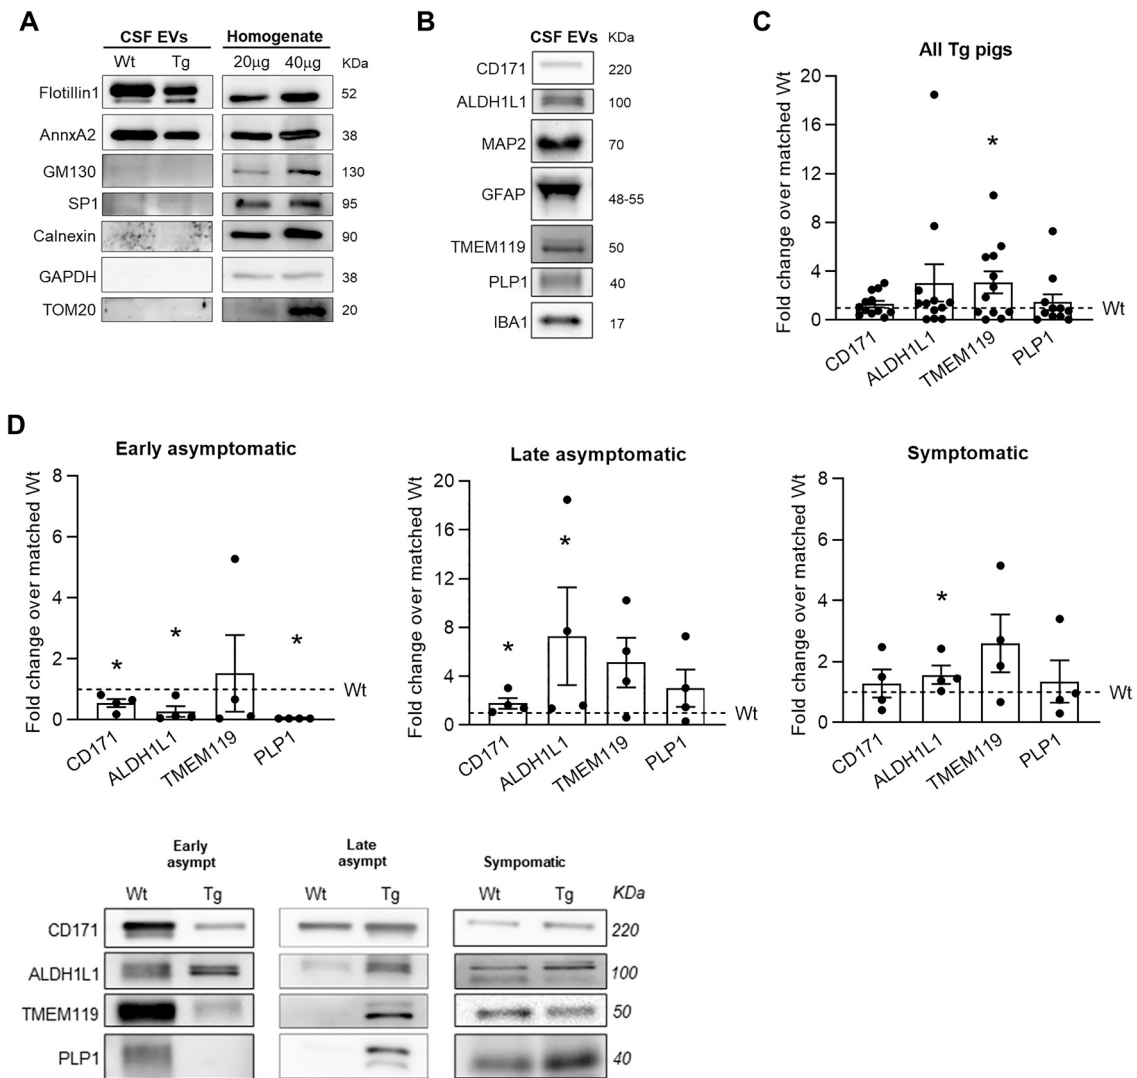 A
CSF EVs Homogenate
Wt Tg 20µg 40µg KDa
Flotillin1 52
AnnxA2 38
GM130 130
SP1 95
Calnexin 90
GAPDH 38
TOM20 20
B
CSF EVs KDa
CD171 220
ALDH1L1 100
MAP2 70
GFAP 48-55
TMEM119 50
PLP1 40
IBA1 17
C
All Tg pigs
Fold change over matched Wt
20
16
12
8
4
0
*
Wt
CD171 ALDH1L1 TMEM119 PLP1
D
Early asymptomatic
Fold change over matched Wt
8
6
4
2
0
* * *
Wt
CD171 ALDH1L1 TMEM119 PLP1
Late asymptomatic
Fold change over matched Wt
20
16
12
8
4
0
* *
Wt
CD171 ALDH1L1 TMEM119 PLP1
Symptomatic
Fold change over matched Wt
8
6
4
2
0
*
Wt
CD171 ALDH1L1 TMEM119 PLP1
Early
asympt
Late
asympt
Sympomatic
Wt Tg Wt Tg Wt Tg KDa
CD171 220
ALDH1L1 100
TMEM119 50
PLP1 40